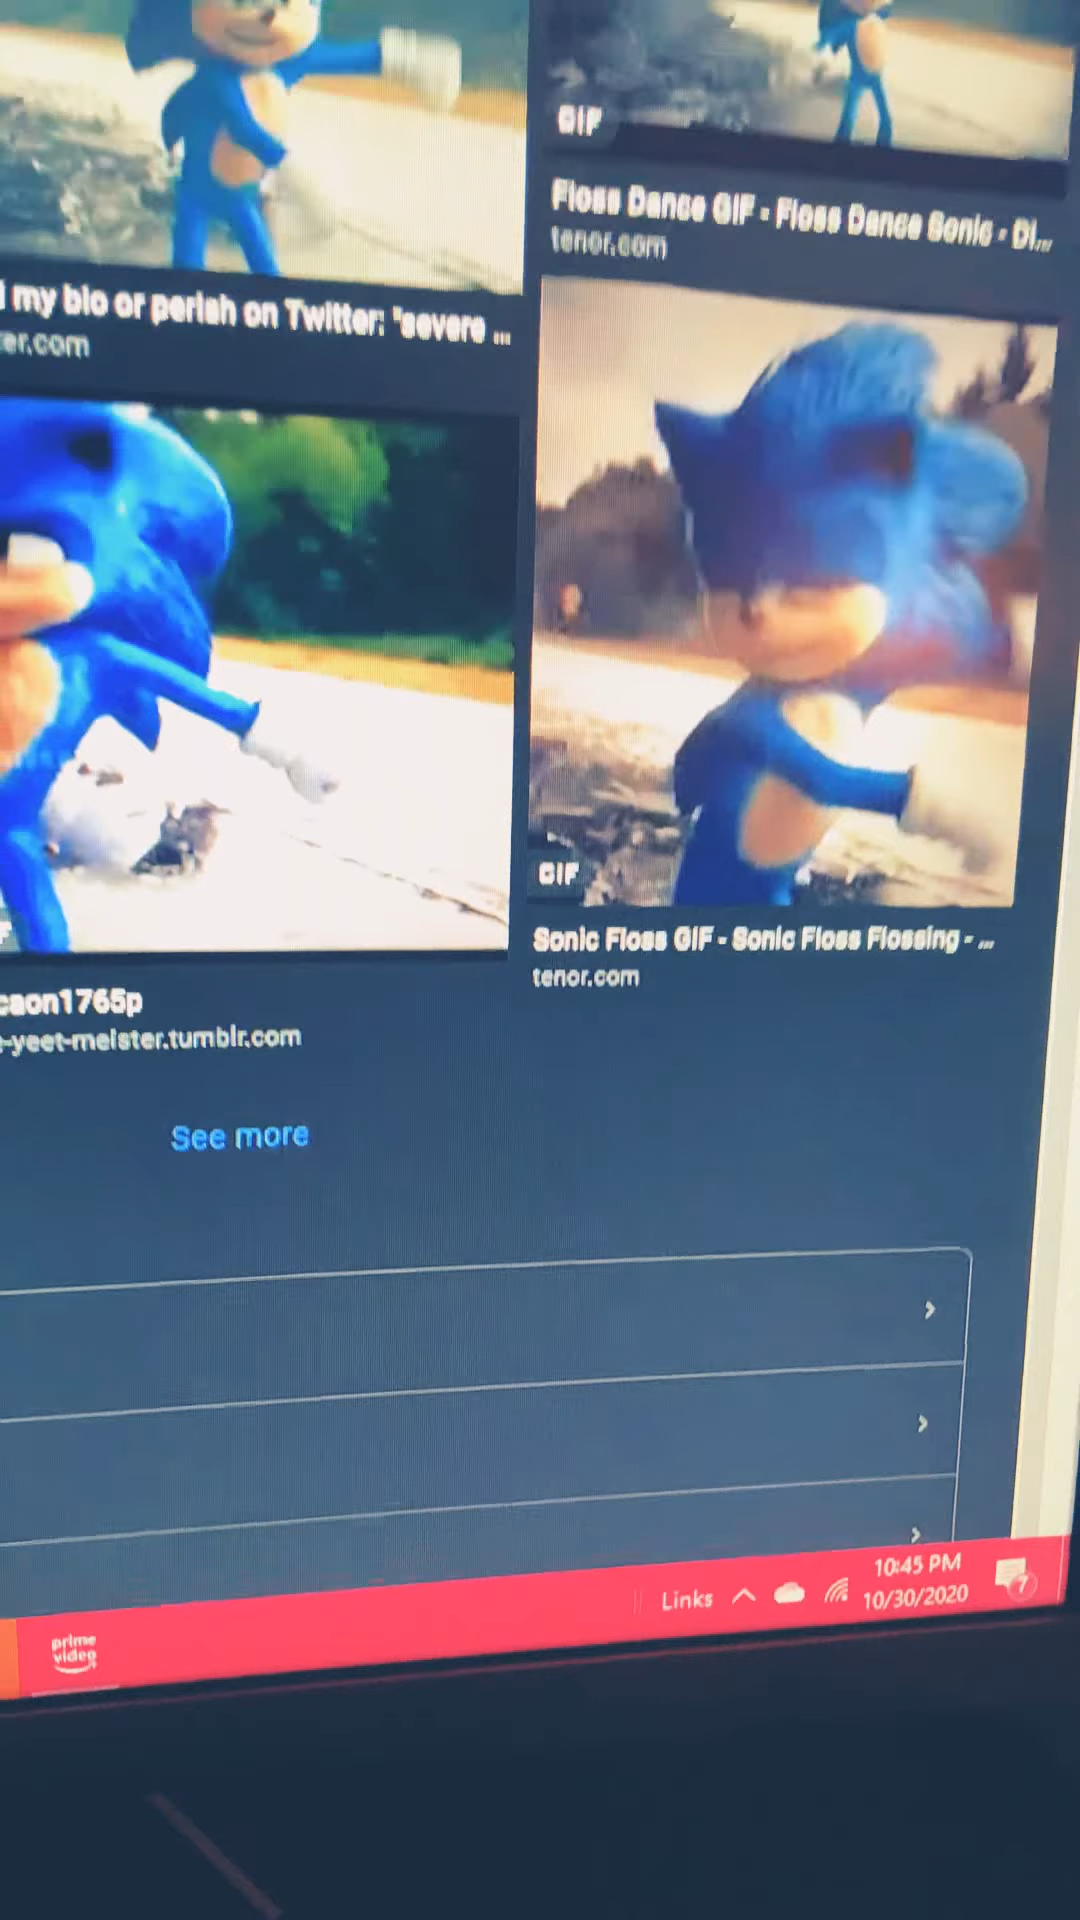 GIF
Floss Dance GIF - Floss Dance Sonic - Di...
tenor.com
my bio or perish on Twitter: "severe ...
er.com
GIF
Sonic Floss GIF - Sonic Floss Flossing - ...
tenor.com
caon1765p
-yeet-meister.tumblr.com
See more
Links
10:45 PM
10/30/2020
7
prime
video